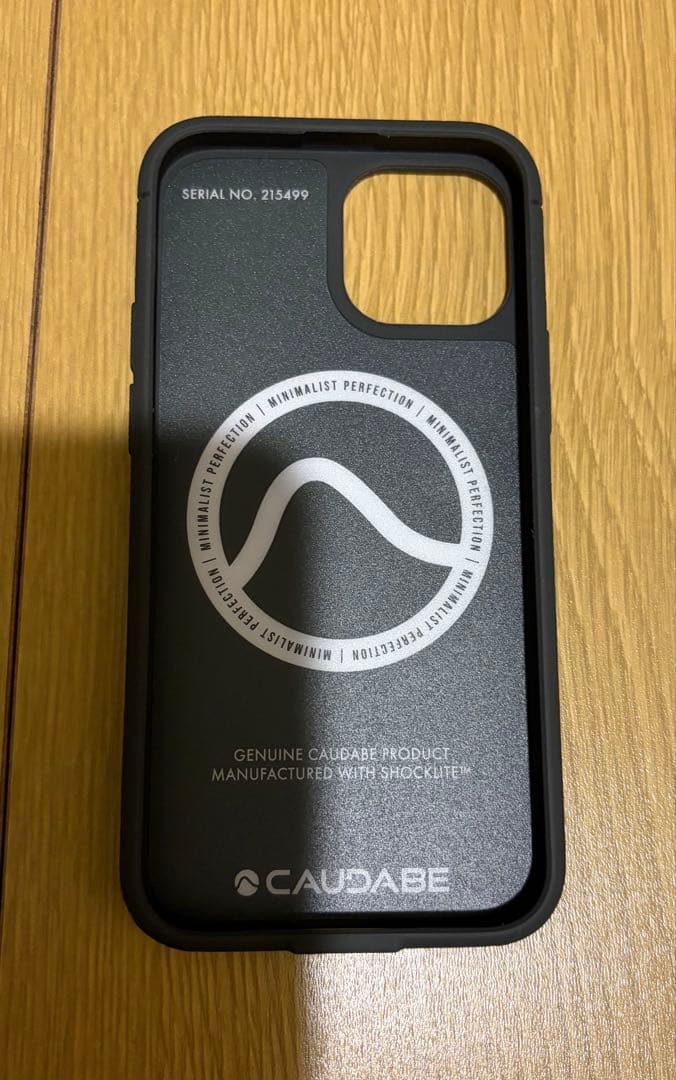 SERIAL NO. 215499
MINIMALIST PERFECTION | MINIMALIST PERFECTION | MINIMALIST PERFECTION | MINIMALIST PERFECTION |
GENUINE CAUDABE PRODUCT
MANUFACTURED WITH SHOCKLITE™
CAUDABE